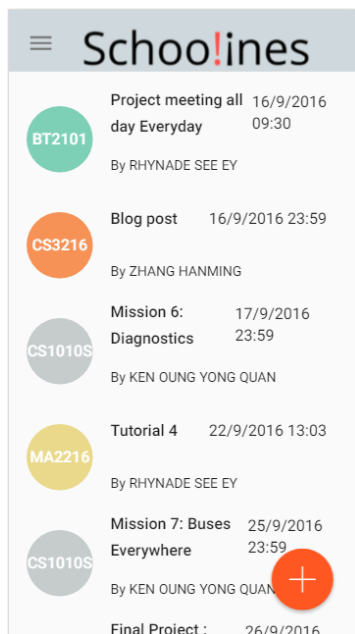 Schoo!ines
BT2101
Project meeting all
day Everyday
16/9/2016
09:30
By RHYNADE SEE EY
CS3216
Blog post
16/9/2016 23:59
By ZHANG HANMING
CS1010S
Mission 6:
Diagnostics
17/9/2016
23:59
By KEN OUNG YONG QUAN
MA2216
Tutorial 4
22/9/2016 13:03
By RHYNADE SEE EY
CS1010S
Mission 7: Buses
Everywhere
25/9/2016
23:59
By KEN OUNG YONG QUAN
Final Project :
26/9/2016